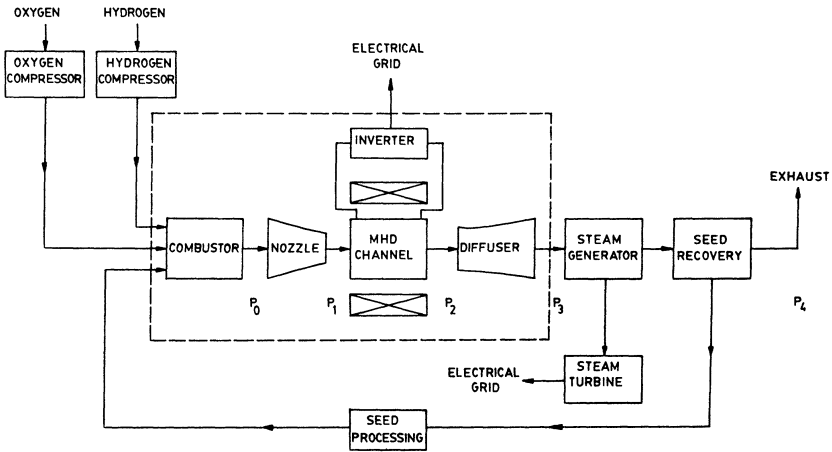 OXYGEN
HYDROGEN
OXYGEN
COMPRESSOR
HYDROGEN
COMPRESSOR
ELECTRICAL
GRID
INVERTER
EXHAUST
COMBUSTOR
NOZZLE
MHD
CHANNEL
DIFFUSER
STEAM
GENERATOR
SEED
RECOVERY
P0
P1
P2
P3
P4
ELECTRICAL
GRID
STEAM
TURBINE
SEED
PROCESSING